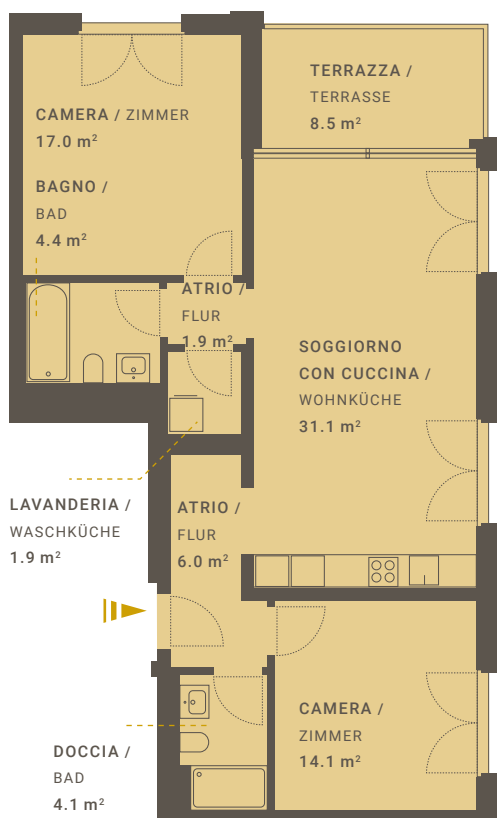 TERRAZZA /
TERRASSE
8.5 m²
CAMERA / ZIMMER
17.0 m²
BAGNO /
BAD
4.4 m²
ATRIO /
FLUR
1.9 m²
SOGGIORNO
CON CUCCINA /
WOHNKÜCHE
31.1 m²
LAVANDERIA /
WASCHKÜCHE
1.9 m²
ATRIO /
FLUR
6.0 m²
CAMERA /
ZIMMER
14.1 m²
DOCCIA /
BAD
4.1 m²